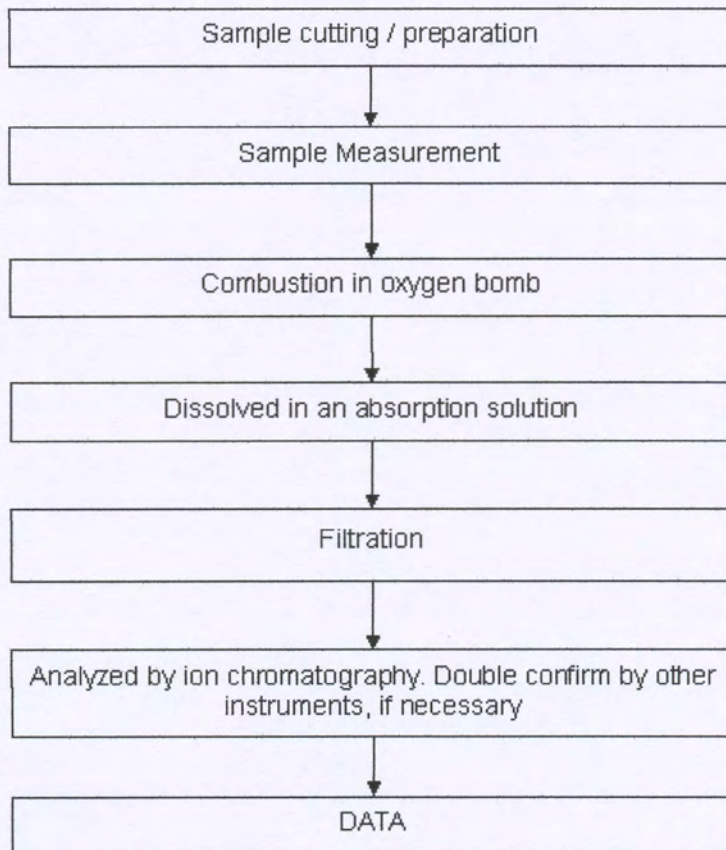 Sample cutting / preparation
Sample Measurement
Combustion in oxygen bomb
Dissolved in an absorption solution
Filtration
Analyzed by ion chromatography. Double confirm by other
instruments, if necessary
DATA